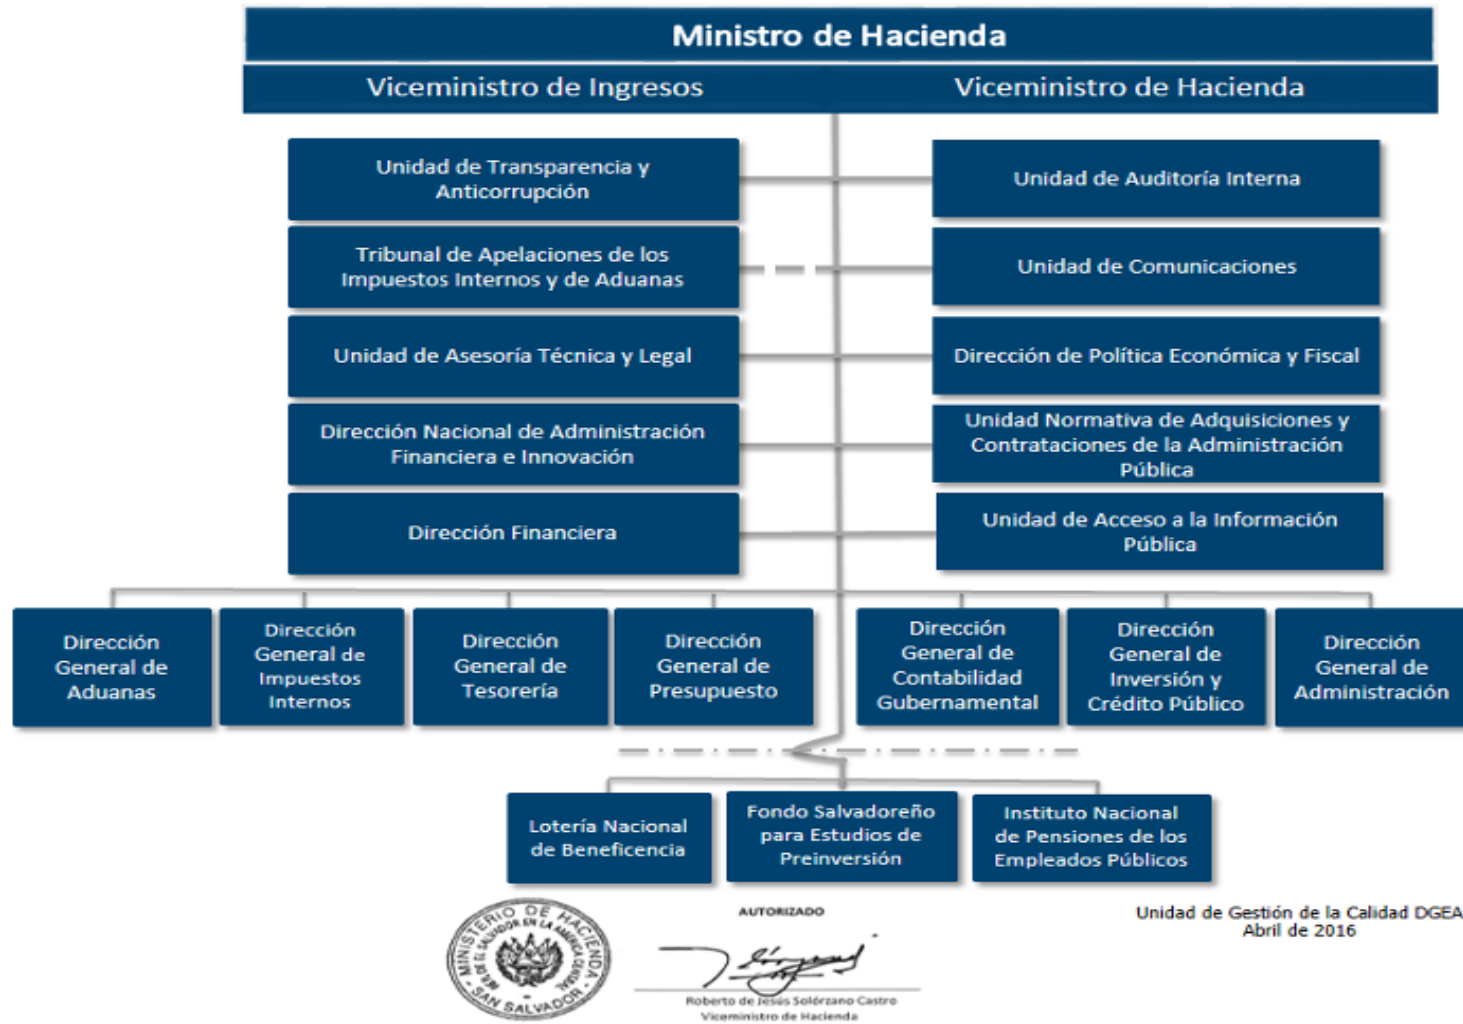 Ministro de Hacienda
Viceministro de Ingresos
Viceministro de Hacienda
Unidad de Transparencia y
Anticorrupción
Unidad de Auditoría Interna
Tribunal de Apelaciones de los
Impuestos Internos y de Aduanas
Unidad de Comunicaciones
Unidad de Asesoría Técnica y Legal
Dirección de Política Económica y Fiscal
Dirección Nacional de Administración
Financiera e Innovación
Unidad Normativa de Adquisiciones y
Contrataciones de la Administración
Pública
Dirección Financiera
Unidad de Acceso a la Información
Pública
Dirección
General de
Aduanas
Dirección
General de
Impuestos
Internos
Dirección
General de
Tesorería
Dirección
General de
Presupuesto
Dirección
General de
Contabilidad
Gubernamental
Dirección
General de
Inversión y
Crédito Público
Dirección
General de
Administración
Lotería Nacional
de Beneficencia
Fondo Salvadoreño
para Estudios de
Preinversión
Instituto Nacional
de Pensiones de los
Empleados Públicos
MINISTERIO DE HACIENDA
EL SALVADOR EN LA AMERICA CENTRAL
SAN SALVADOR
AUTORIZADO
Roberto de Jesús Solórzano Castro
Viceministro de Hacienda
Unidad de Gestión de la Calidad DGEA
Abril de 2016